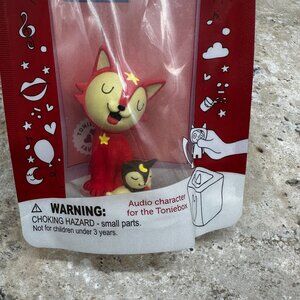 WARNING:
CHOKING HAZARD - small parts.
Not for children under 3 years.
Audio character
for the Toniebox